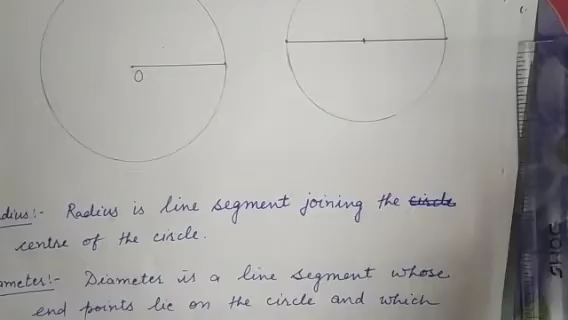 O
dius:- Radius is line segment joining the circle
centre of the circle.
ameter:- Diameter is a line segment whose
end points lie on the circle and which